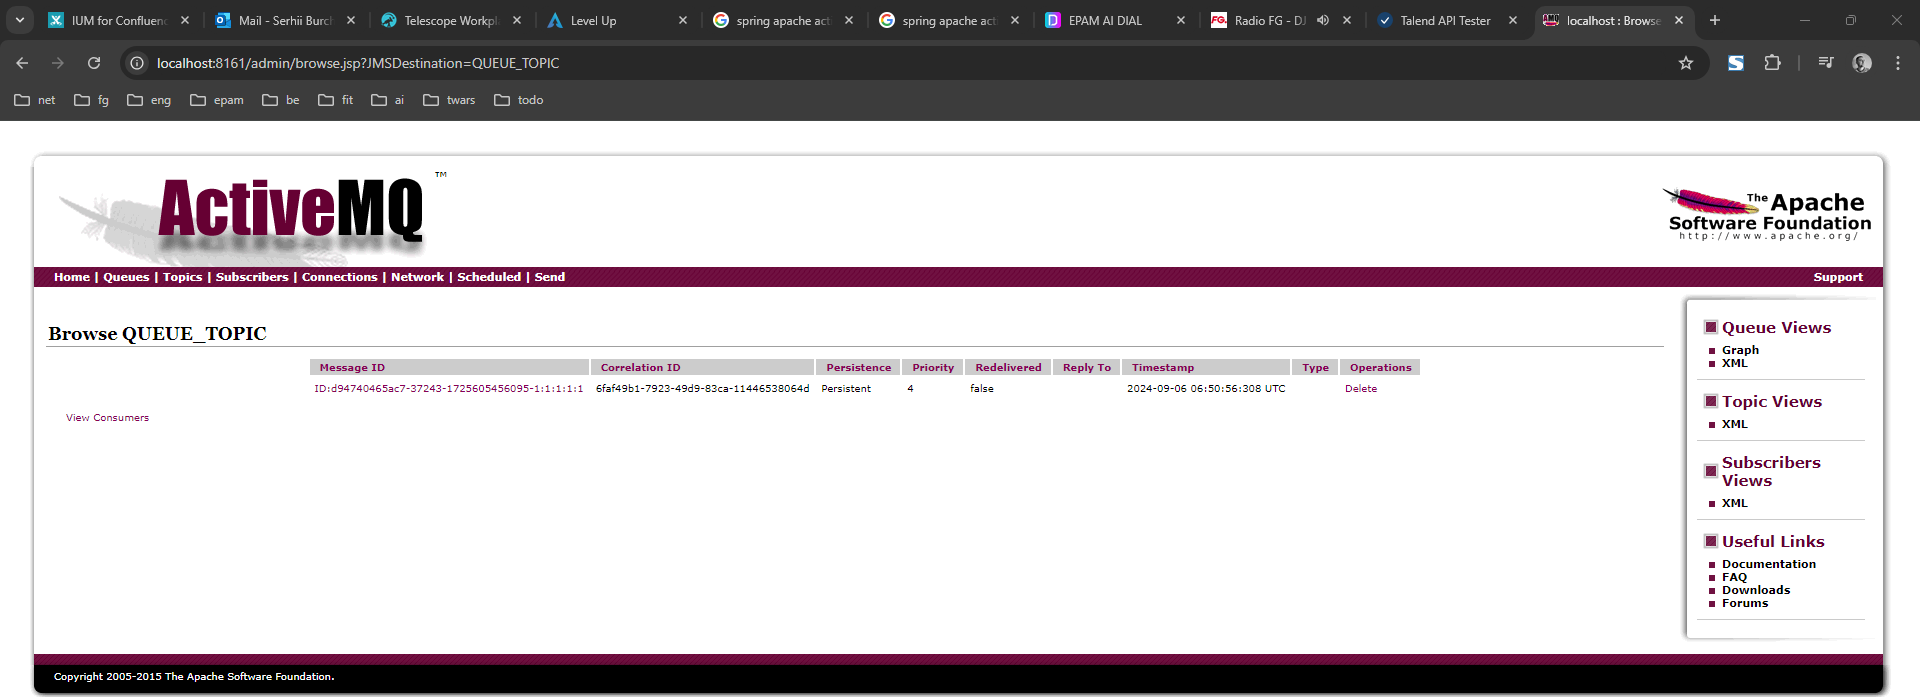 IUM for Confluenc
Mail - Serhii Burch
Telescope Workpla
Level Up
spring apache acti
spring apache acti
EPAM AI DIAL
FG. Radio FG - DJ
Talend API Tester
localhost : Browse
localhost:8161/admin/browse.jsp?JMSDestination=QUEUE_TOPIC
net fg eng epam be fit ai twars todo
ActiveMQ ™
The Apache
Software Foundation
http://www.apache.org/
Home | Queues | Topics | Subscribers | Connections | Network | Scheduled | Send
Support
Browse QUEUE_TOPIC
Message ID Correlation ID Persistence Priority Redelivered Reply To Timestamp Type Operations
ID:d94740465ac7-37243-1725605456095-1:1:1:1:1 6faf49b1-7923-49d9-83ca-11446538064d Persistent 4 false 2024-09-06 06:50:56:308 UTC Delete
View Consumers
Queue Views
Graph
XML
Topic Views
XML
Subscribers
Views
XML
Useful Links
Documentation
FAQ
Downloads
Forums
Copyright 2005-2015 The Apache Software Foundation.